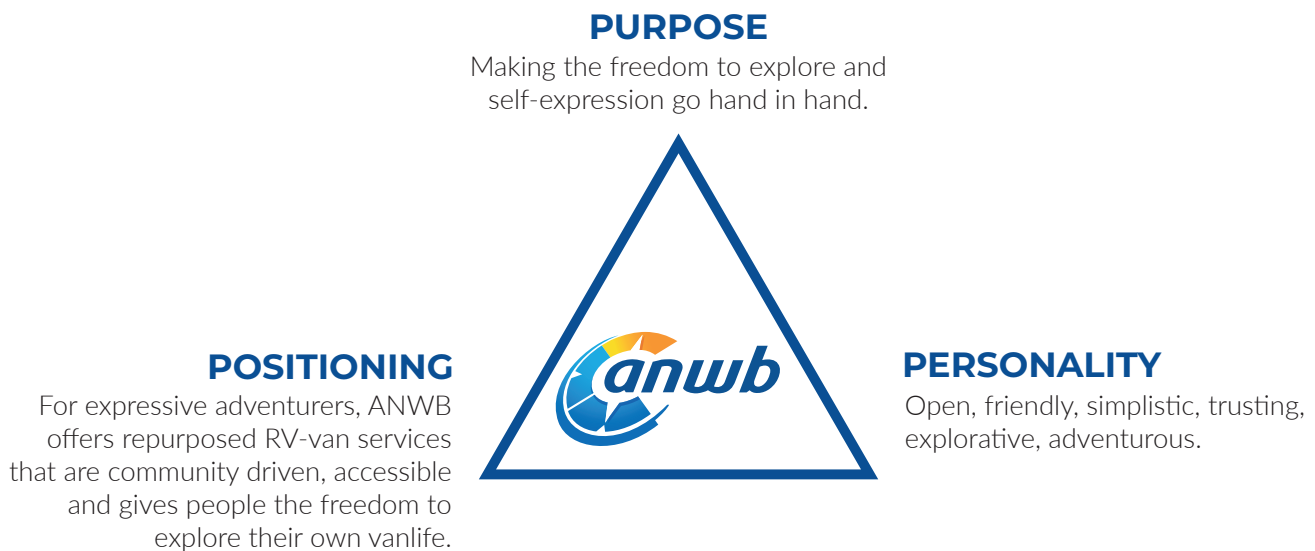 PURPOSE
Making the freedom to explore and
self-expression go hand in hand.
anwb
POSITIONING
For expressive adventurers, ANWB
offers repurposed RV-van services
that are community driven, accessible
and gives people the freedom to
explore their own vanlife.
PERSONALITY
Open, friendly, simplistic, trusting,
explorative, adventurous.